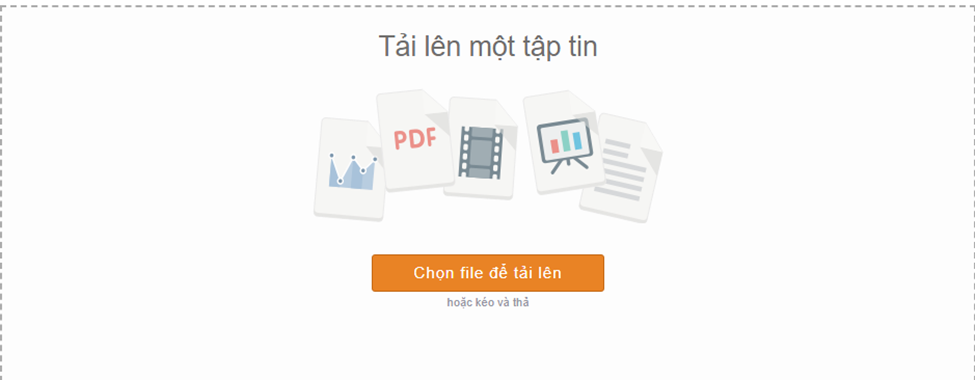 Tải lên một tập tin
PDF
Chọn file để tải lên
hoặc kéo và thả